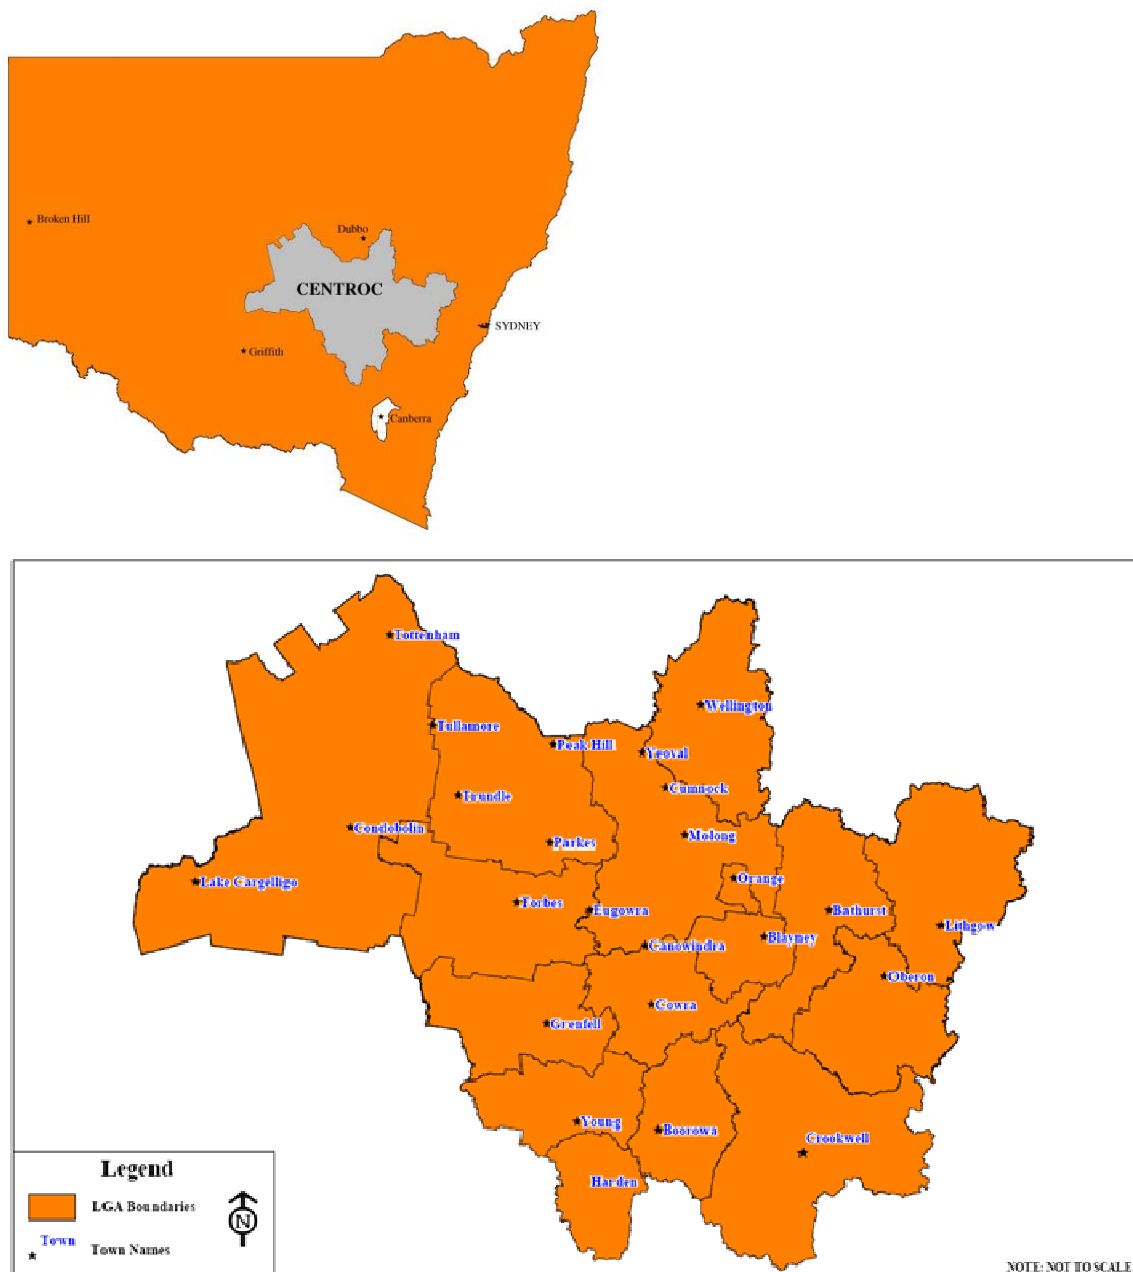 Broken Hill
Dubbo
CENTROC
SYDNEY
Griffith
Canberra
Tottenham
Wellington
Tullamore
Peak Hill
Yeoval
Cumnock
Trundle
Condobolin
Molong
Parkes
Orange
Lake Cargelligo
Forbes
Eugowra
Bathurst
Lithgow
Canowindra
Blayney
Oberon
Cowra
Grenfell
Young
Boorowa
Crookwell
Harden
Legend
LGA Boundaries
N
Town
Town Names
NOTE: NOT TO SCALE